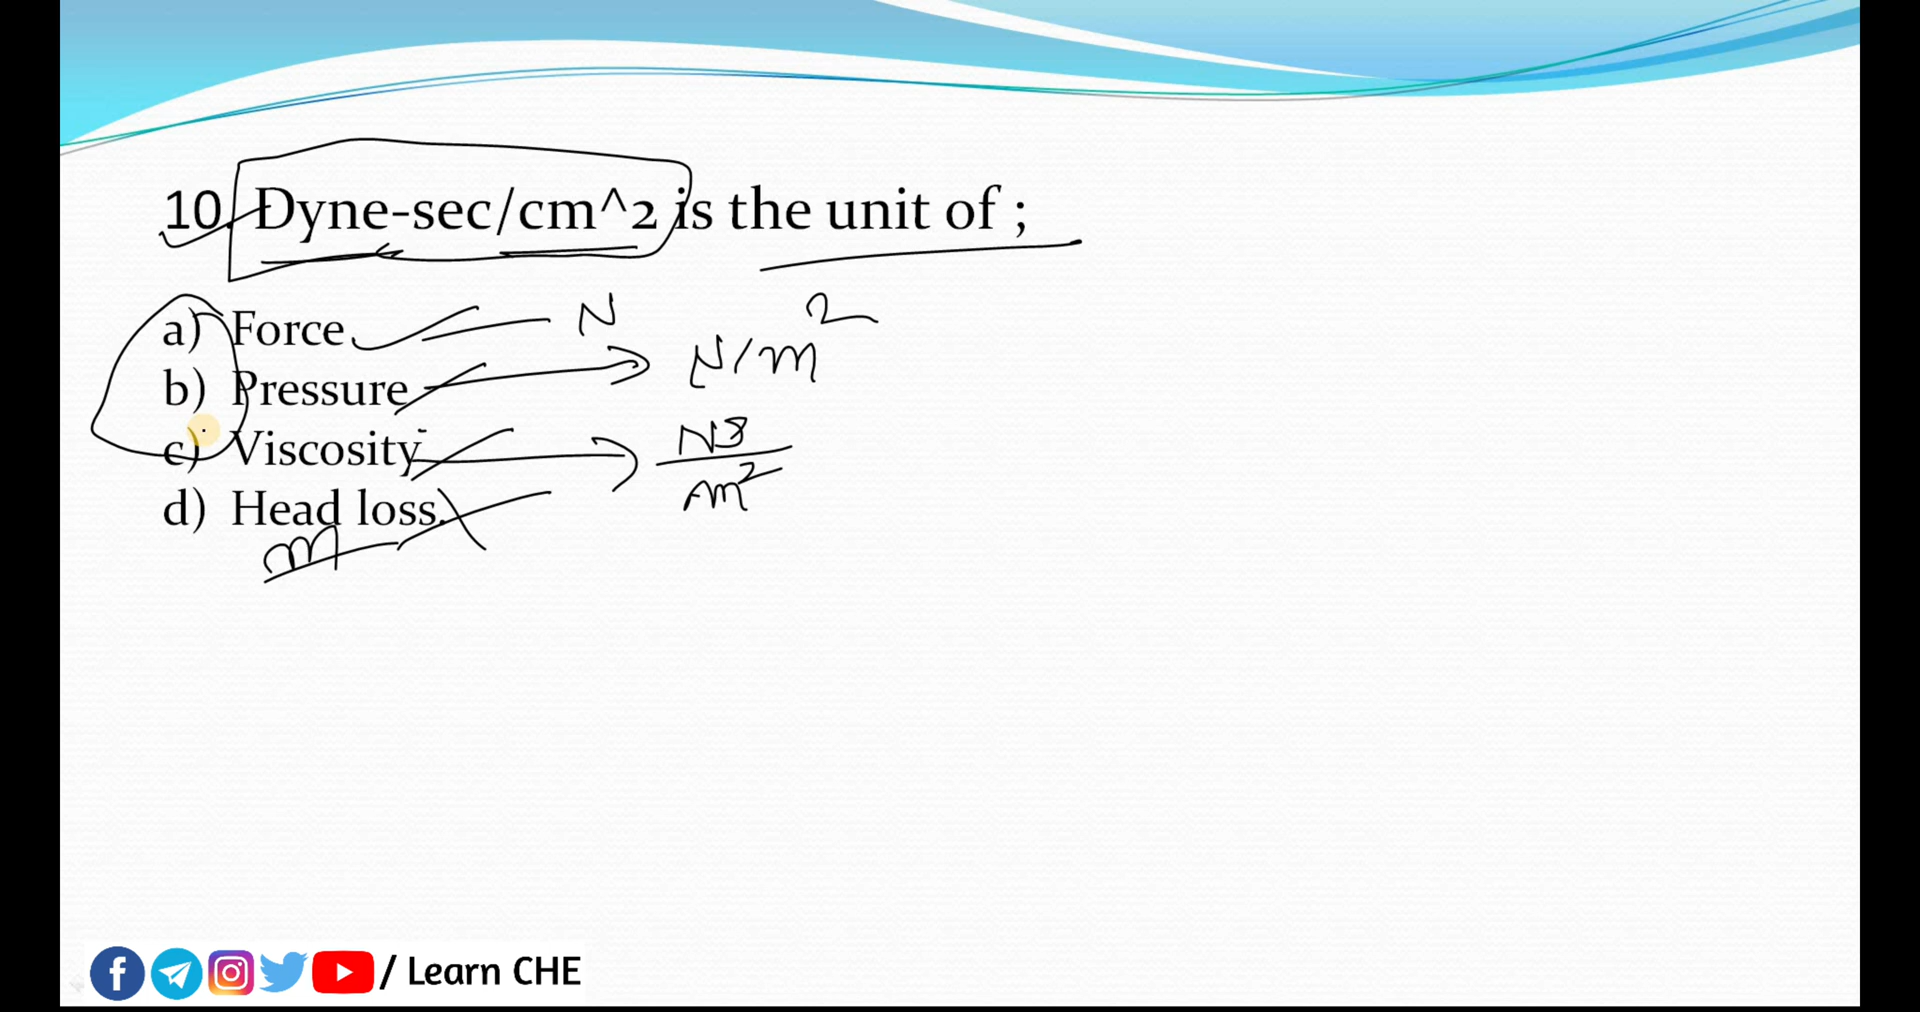 10. Dyne-sec/cm^2 is the unit of ;
a) Force N
b) Pressure N/m 2
c) Viscosity NS
m2
d) Head loss.
m
/ Learn CHE